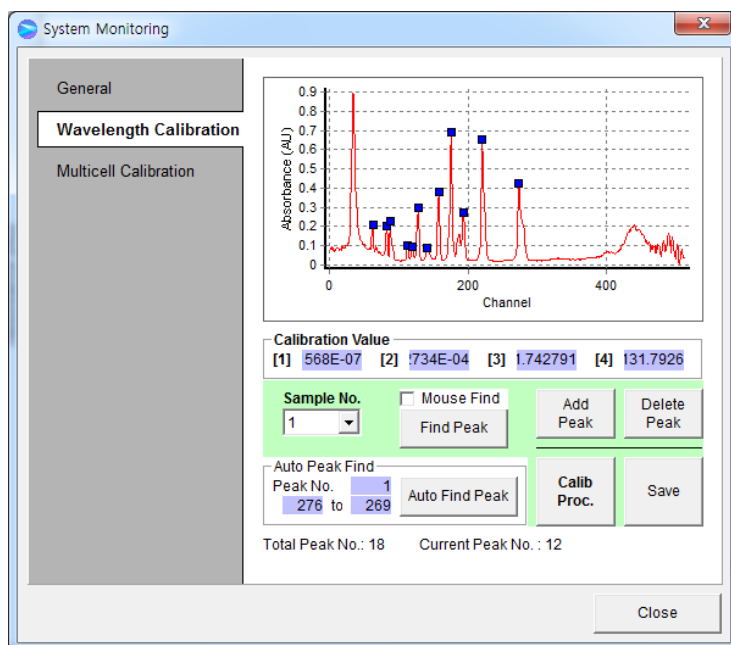 System Monitoring
General
Wavelength Calibration
Multicell Calibration
Absorbance (AU)
0.9
0.8
0.7
0.6
0.5
0.4
0.3
0.2
0.1
0
0 200 400
Channel
Calibration Value
[1] 568E-07 [2] 734E-04 [3] 1.742791 [4] 131.7926
Sample No.
1
Mouse Find
Find Peak
Add
Peak
Delete
Peak
Auto Peak Find
Peak No. 1
276 to 269
Auto Find Peak
Calib
Proc.
Save
Total Peak No.: 18 Current Peak No. : 12
Close